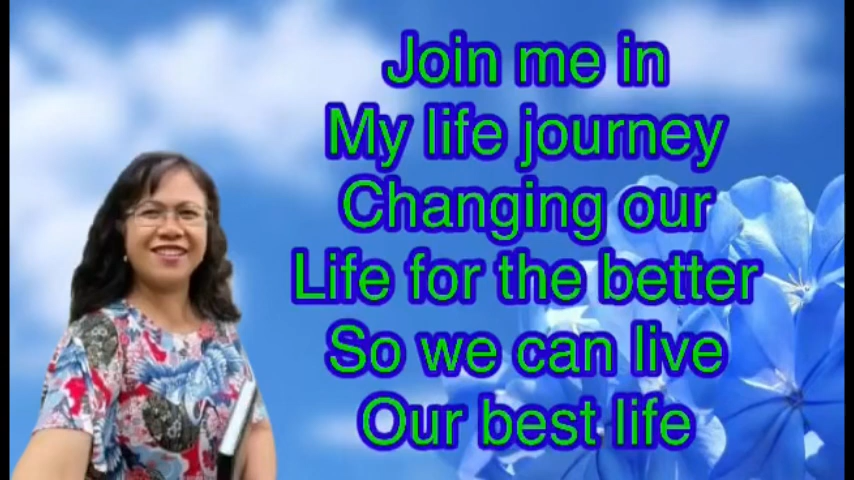 Join me in
My life journey
Changing our
Life for the better
So we can live
Our best life